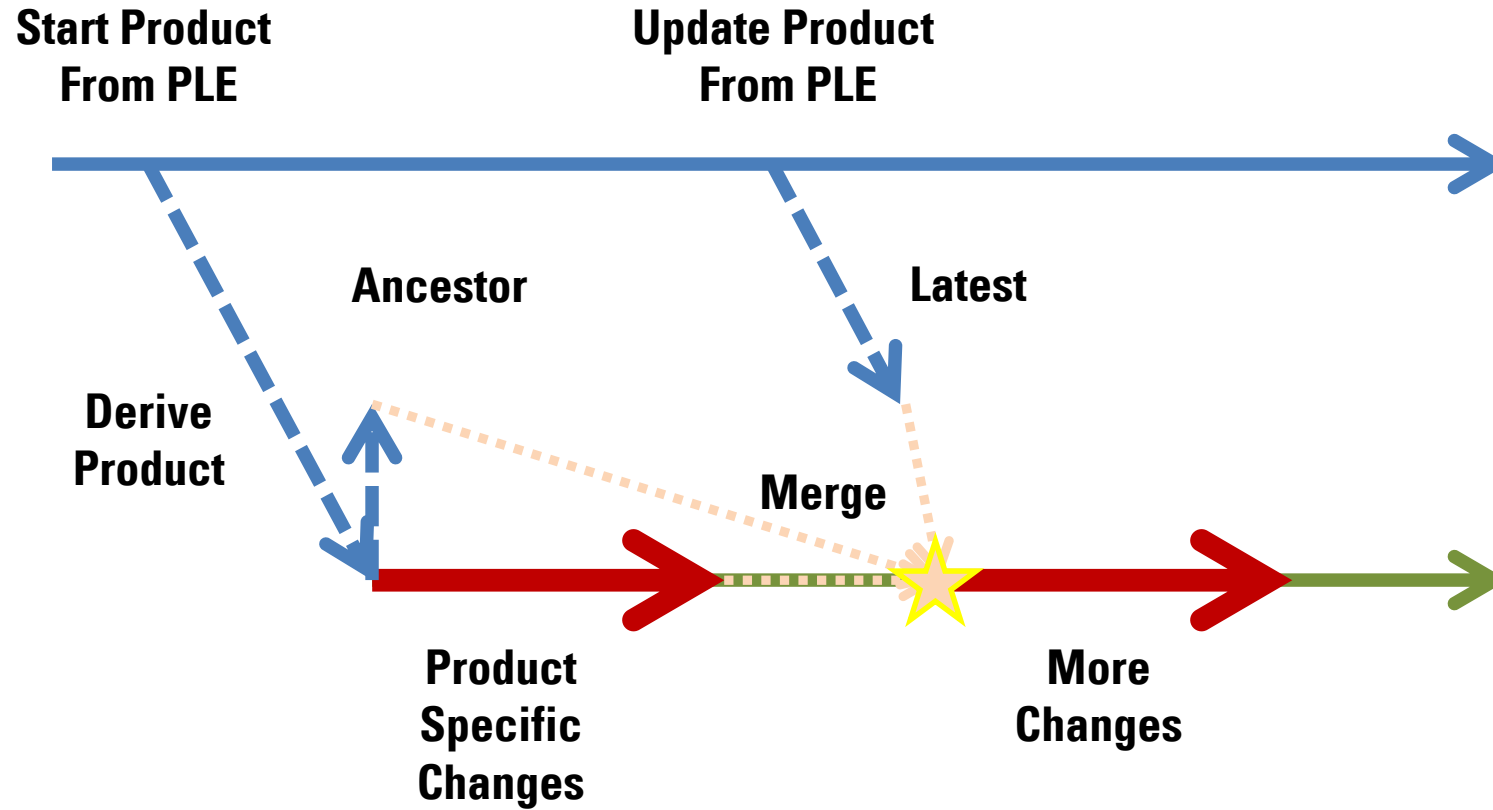 Start Product
From PLE
Update Product
From PLE
Ancestor
Latest
Derive
Product
Merge
Product
Specific
Changes
More
Changes